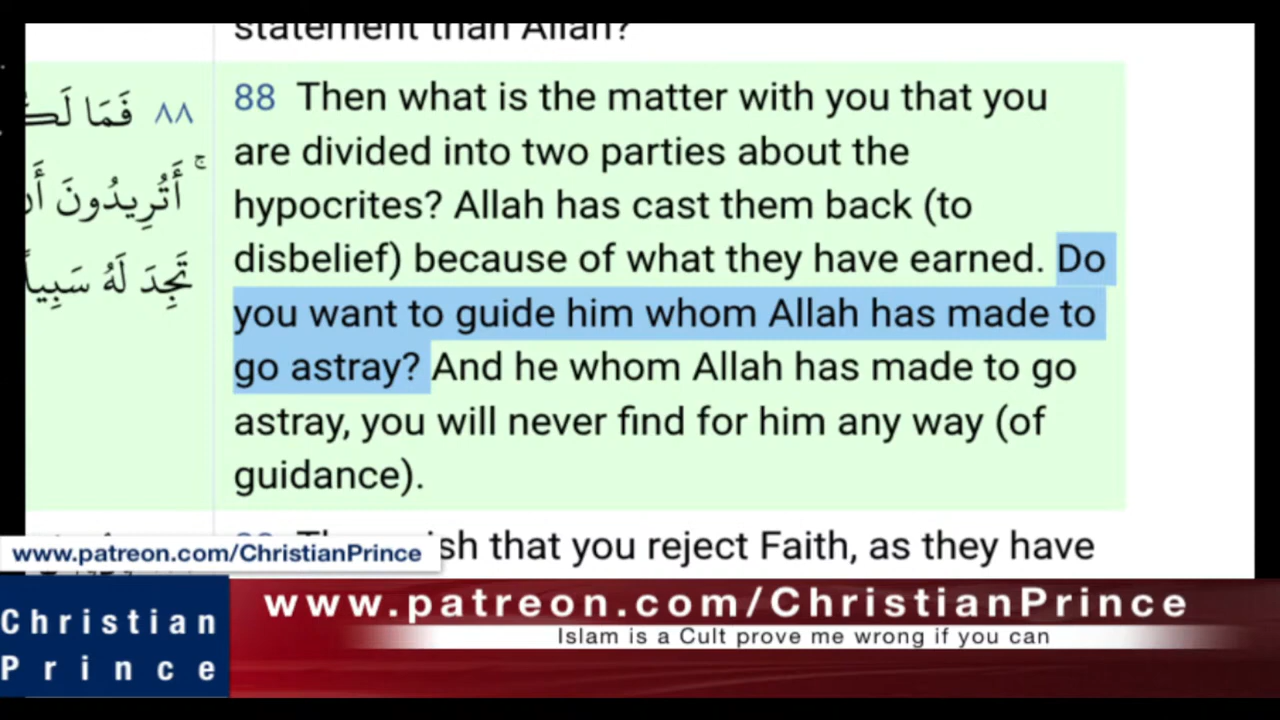 statement than Allah?
٨٨ فَمَا
ۚ أَتُرِيدُونَ
تَجِدَ لَهُ
88 Then what is the matter with you that you
are divided into two parties about the
hypocrites? Allah has cast them back (to
disbelief) because of what they have earned. Do
you want to guide him whom Allah has made to
go astray? And he whom Allah has made to go
astray, you will never find for him any way (of
guidance).
that you reject Faith, as they have
www.patreon.com/ChristianPrince
Christian
Prince
www.patreon.com/ChristianPrince
Islam is a Cult prove me wrong if you can